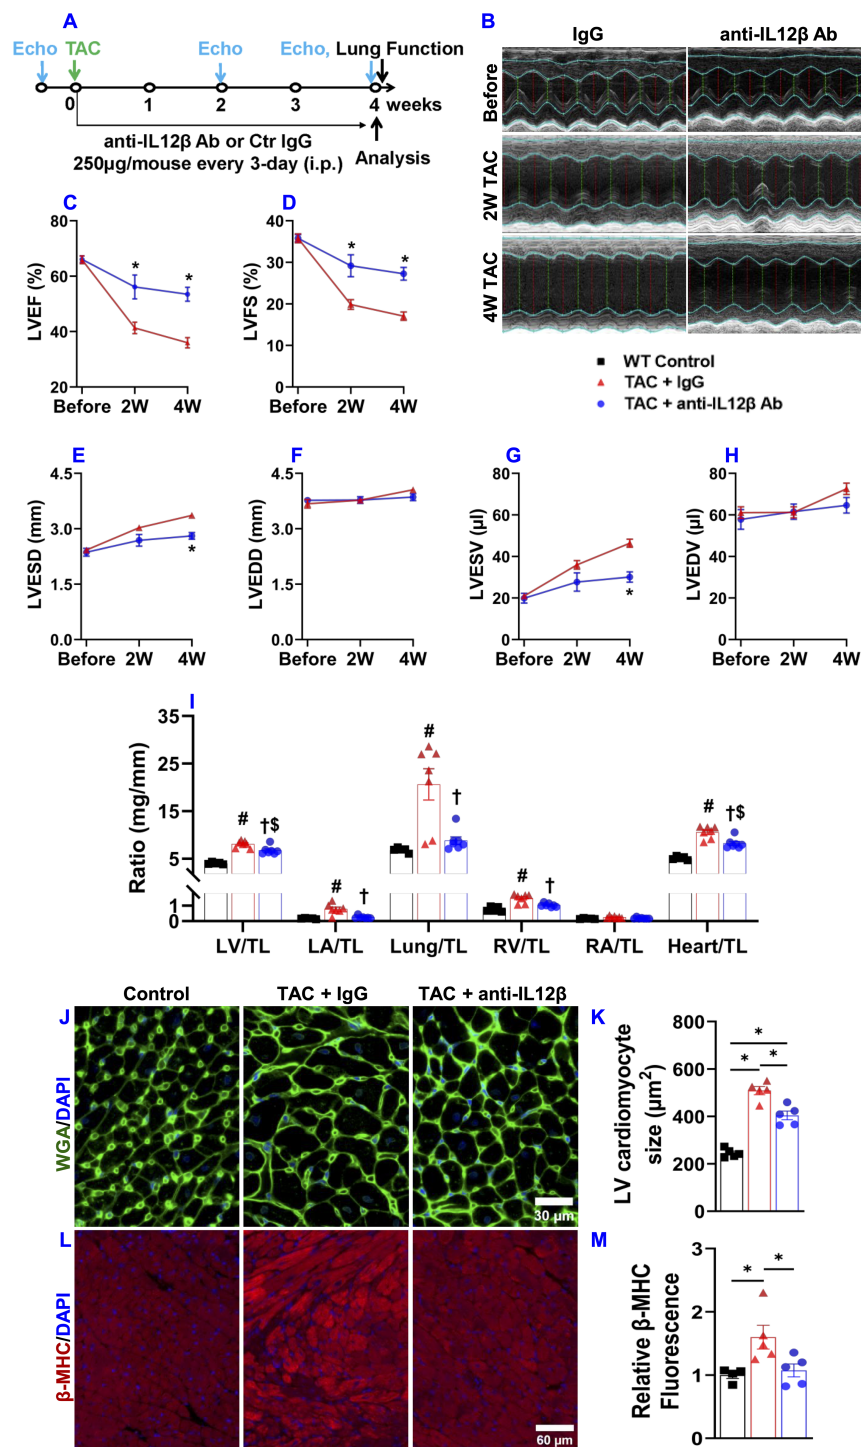 A
Echo TAC Echo Echo, Lung Function
0 1 2 3 4 weeks
anti-IL12β Ab or Ctr IgG
250µg/mouse every 3-day (i.p.)
Analysis
B
IgG anti-IL12β Ab
Before
2W TAC
4W TAC
C
LVEF (%)
80
60
40
20
Before 2W 4W
* *
D
LVFS (%)
40
30
20
10
0
Before 2W 4W
* *
WT Control
TAC + IgG
TAC + anti-IL12β Ab
E
LVESD (mm)
4.5
3.0
1.5
0.0
Before 2W 4W
*
F
LVEDD (mm)
4.5
3.0
1.5
0.0
Before 2W 4W
G
LVESV (µl)
80
60
40
20
0
Before 2W 4W
*
H
LVEDV (µl)
80
60
40
20
0
Before 2W 4W
I
Ratio (mg/mm)
35
25
15
5
1
0
# †$ # † # † # † # †$
LV/TL LA/TL Lung/TL RV/TL RA/TL Heart/TL
Control TAC + IgG TAC + anti-IL12β
J
WGA/DAPI
30 µm
K
LV cardiomyocyte
size (µm²)
800
600
400
200
0
* * *
L
β-MHC/DAPI
60 µm
M
Relative β-MHC
Fluorescence
3
2
1
0
* *